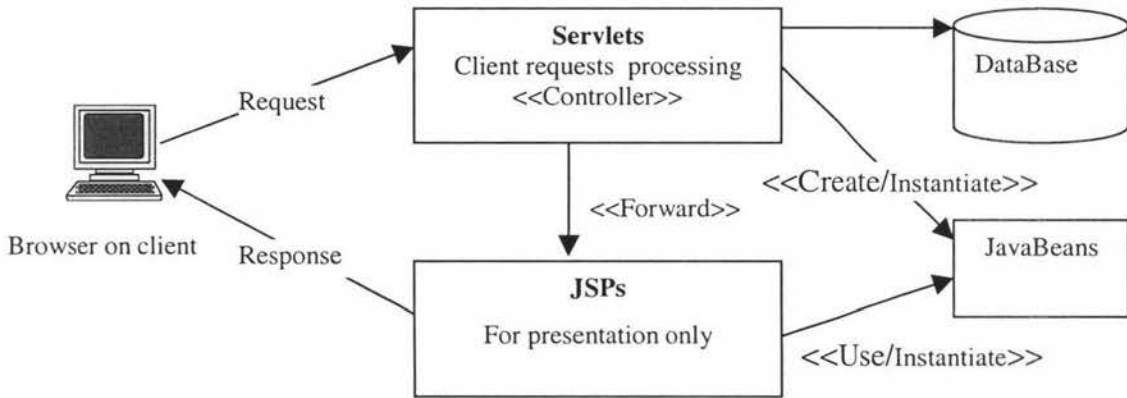 Servlets
Client requests processing
<<Controller>>
DataBase
Request
<<Create/Instantiate>>
<<Forward>>
Browser on client
Response
JSPs
For presentation only
JavaBeans
<<Use/Instantiate>>